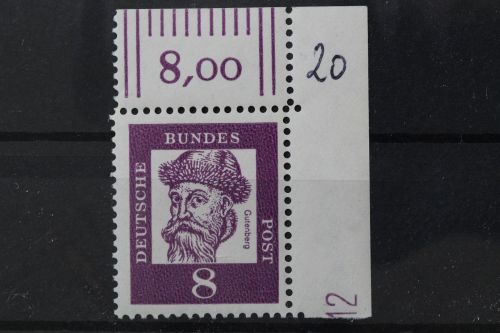 8,00
20
BUNDES
DEUTSCHE
POST
Gutenberg
8
12